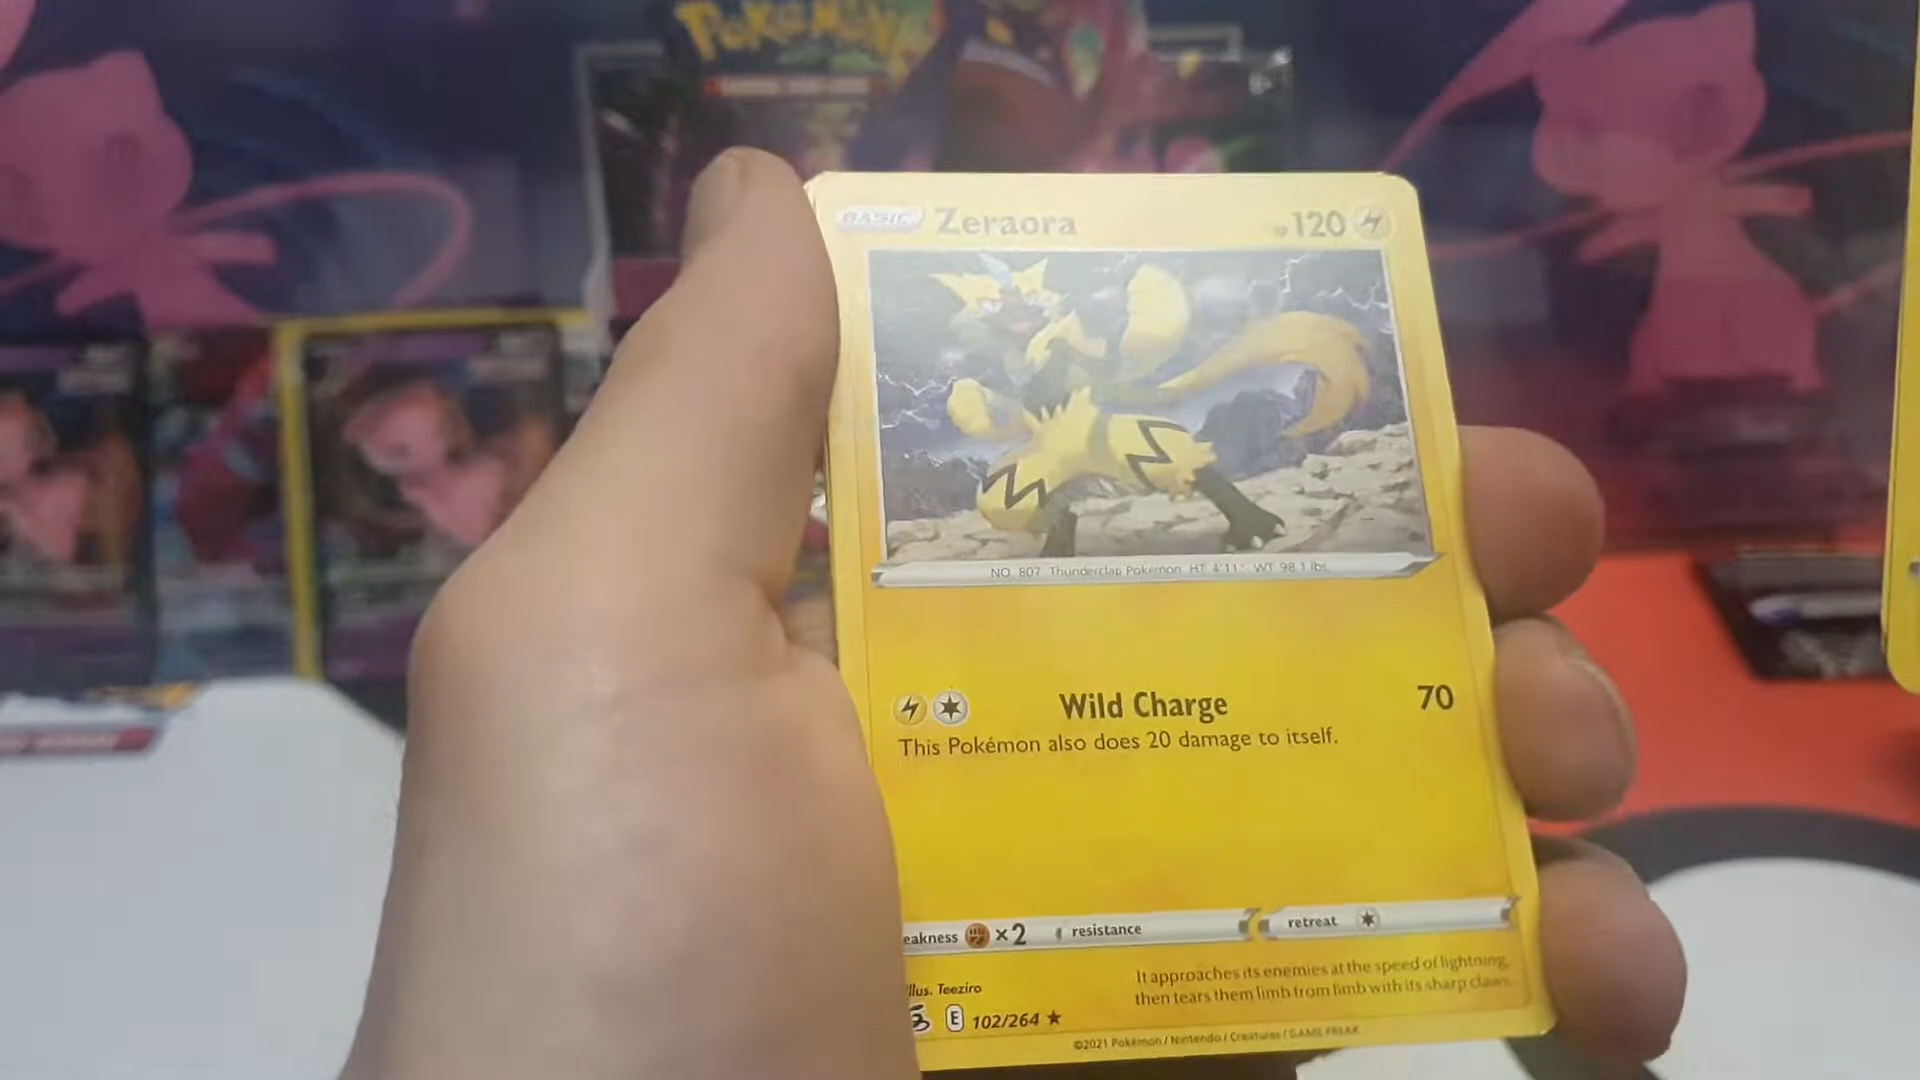 Pokémon
BASIC Zeraora HP 120
NO. 807 Thunderclap Pokémon HT 4'11" WT 98.1 lbs.
Wild Charge 70
This Pokémon also does 20 damage to itself.
eakness ×2 resistance retreat
Illus. Teeziro
It approaches its enemies at the speed of lightning,
then tears them limb from limb with its sharp claws.
E 102/264 ★
©2021 Pokémon / Nintendo / Creatures / GAME FREAK